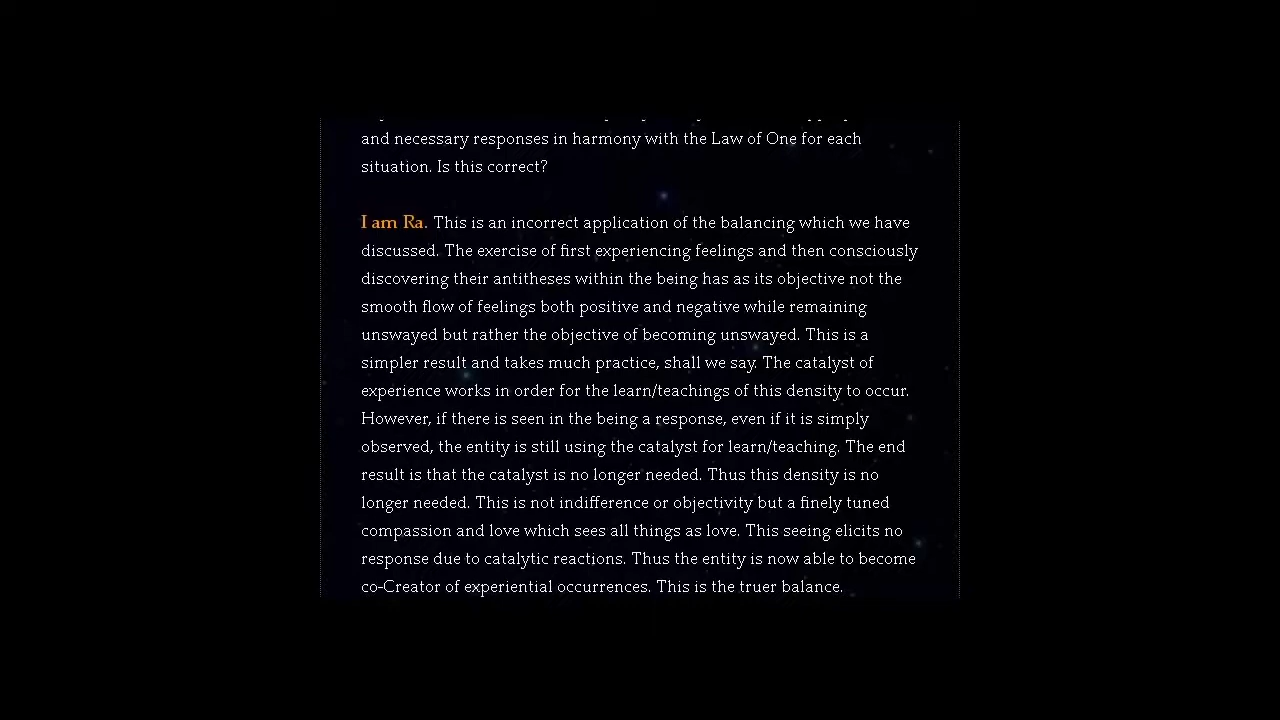 and necessary responses in harmony with the Law of One for each
situation. Is this correct?
I am Ra. This is an incorrect application of the balancing which we have
discussed. The exercise of first experiencing feelings and then consciously
discovering their antitheses within the being has as its objective not the
smooth flow of feelings both positive and negative while remaining
unswayed but rather the objective of becoming unswayed. This is a
simpler result and takes much practice, shall we say. The catalyst of
experience works in order for the learn/teachings of this density to occur.
However, if there is seen in the being a response, even if it is simply
observed, the entity is still using the catalyst for learn/teaching. The end
result is that the catalyst is no longer needed. Thus this density is no
longer needed. This is not indifference or objectivity but a finely tuned
compassion and love which sees all things as love. This seeing elicits no
response due to catalytic reactions. Thus the entity is now able to become
co-Creator of experiential occurrences. This is the truer balance.